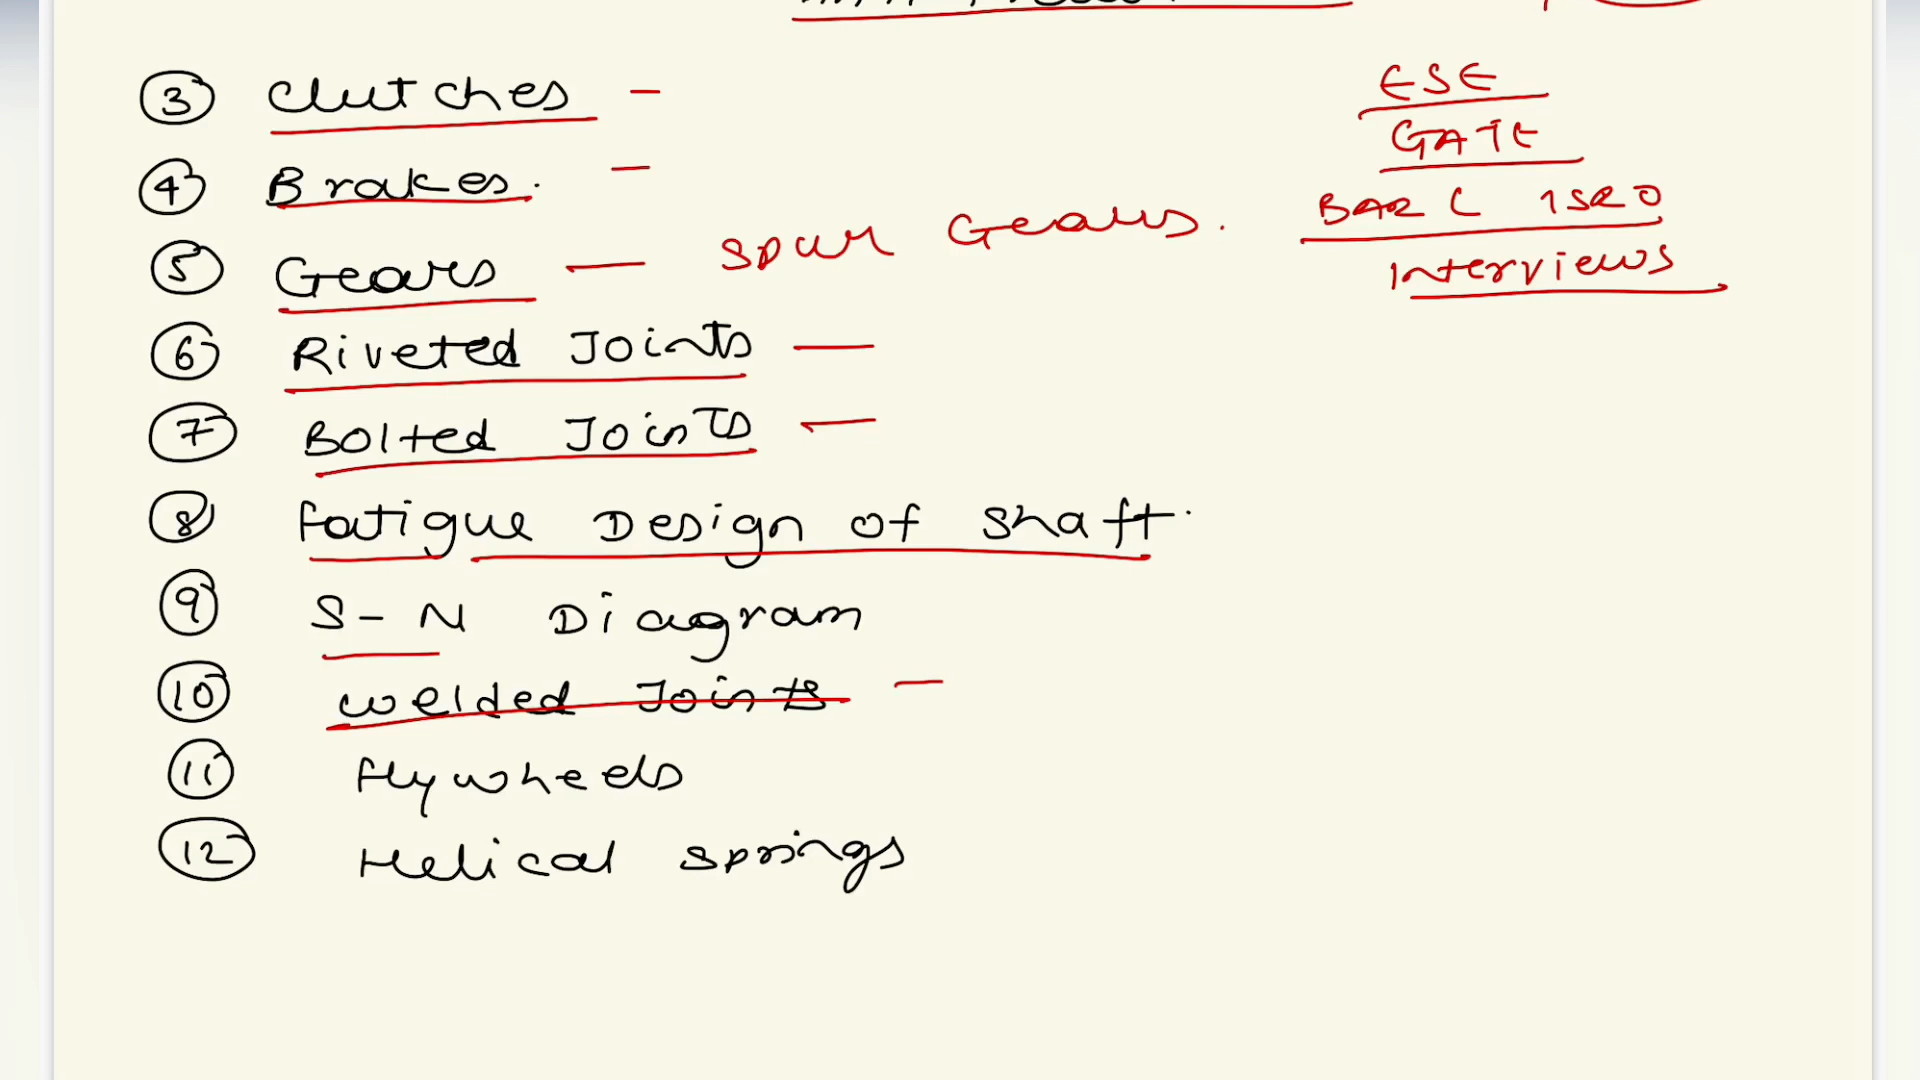 3 Clutches -
4 Brakes.
5 Gears — Spur Gears.
6 Riveted Joints —
7 Bolted Joints —
8 Fatigue Design of Shaft.
9 S-N Diagram
10 Welded Joints -
11 Flywheels
12 Helical Springs
ESE
GATE
BARC ISRO
Interviews